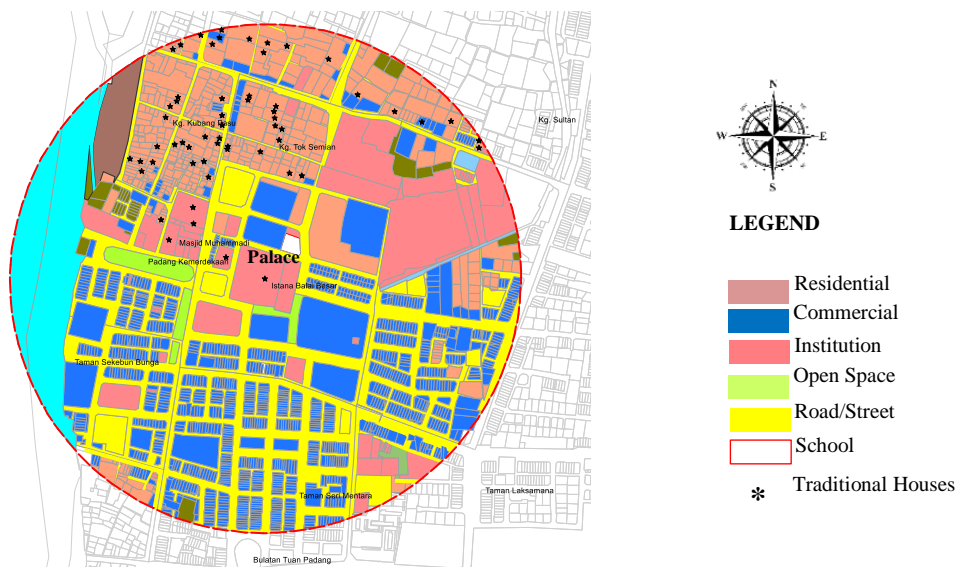 Kg. Sultan
Kg. Kubang Pasu
Kg. Tok Semian
Masjid Muhammadi
Padang Kemerdekaan
Palace
Istana Balai Besar
Taman Sekebun Bunga
Taman Seri Mentara
Taman Laksamana
Bulatan Tuan Padang
N
W
E
S
LEGEND
Residential
Commercial
Institution
Open Space
Road/Street
School
* Traditional Houses